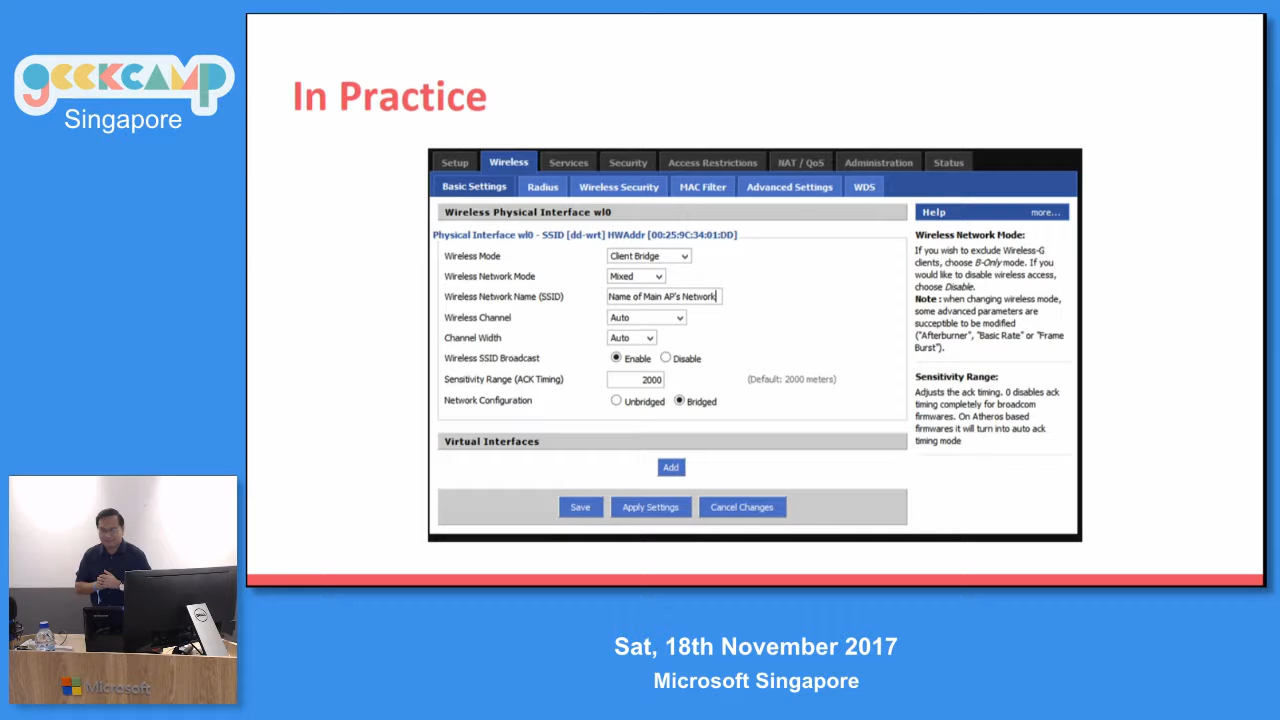 geekcamp
Singapore
In Practice
Setup Wireless Services Security Access Restrictions NAT / QoS Administration Status
Basic Settings Radius Wireless Security MAC Filter Advanced Settings WDS
Wireless Physical Interface wl0
Physical Interface wl0 - SSID [dd-wrt] HWAddr [00:25:9C:34:01:DD]
Wireless Mode Client Bridge
Wireless Network Mode Mixed
Wireless Network Name (SSID) Name of Main AP's Network
Wireless Channel Auto
Channel Width Auto
Wireless SSID Broadcast Enable Disable
Sensitivity Range (ACK Timing) 2000 (Default: 2000 meters)
Network Configuration Unbridged Bridged
Virtual Interfaces
Add
Save Apply Settings Cancel Changes
Help more...
Wireless Network Mode:
If you wish to exclude Wireless-G
clients, choose B-Only mode. If you
would like to disable wireless access,
choose Disable.
Note : when changing wireless mode,
some advanced parameters are
succeptible to be modified
("Afterburner", "Basic Rate" or "Frame
Burst").
Sensitivity Range:
Adjusts the ack timing. 0 disables ack
timing completely for broadcom
firmwares. On Atheros based
firmwares it will turn into auto ack
timing mode
DELL
Microsoft
Sat, 18th November 2017
Microsoft Singapore